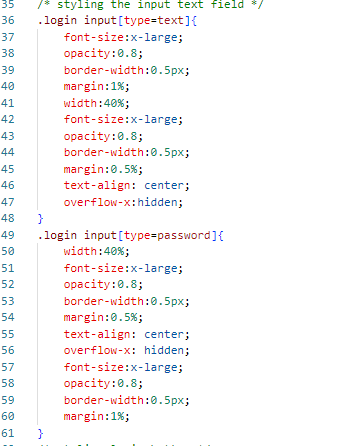 35 /* styling the input text field */
36 .login input[type=text]{
37 font-size:x-large;
38 opacity:0.8;
39 border-width:0.5px;
40 margin:1%;
41 width:40%;
42 font-size:x-large;
43 opacity:0.8;
44 border-width:0.5px;
45 margin:0.5%;
46 text-align: center;
47 overflow-x:hidden;
48 }
49 .login input[type=password]{
50 width:40%;
51 font-size:x-large;
52 opacity:0.8;
53 border-width:0.5px;
54 margin:0.5%;
55 text-align: center;
56 overflow-x: hidden;
57 font-size:x-large;
58 opacity:0.8;
59 border-width:0.5px;
60 margin:1%;
61 }